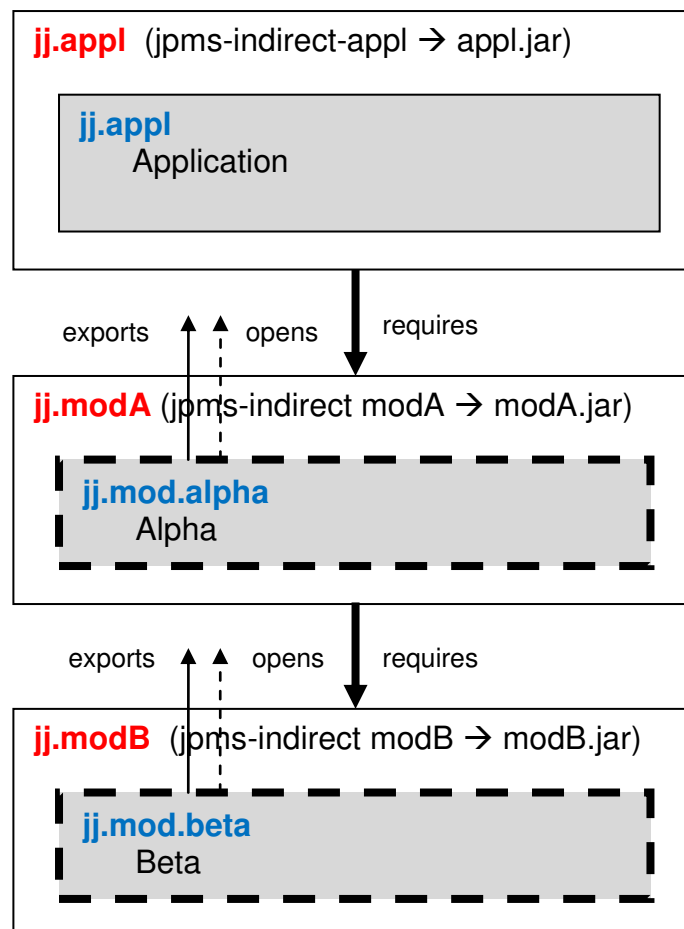 jj.appl (jpms-indirect-appl → appl.jar)
jj.appl
Application
exports opens requires
jj.modA (jpms-indirect modA → modA.jar)
jj.mod.alpha
Alpha
exports opens requires
jj.modB (jpms-indirect modB → modB.jar)
jj.mod.beta
Beta